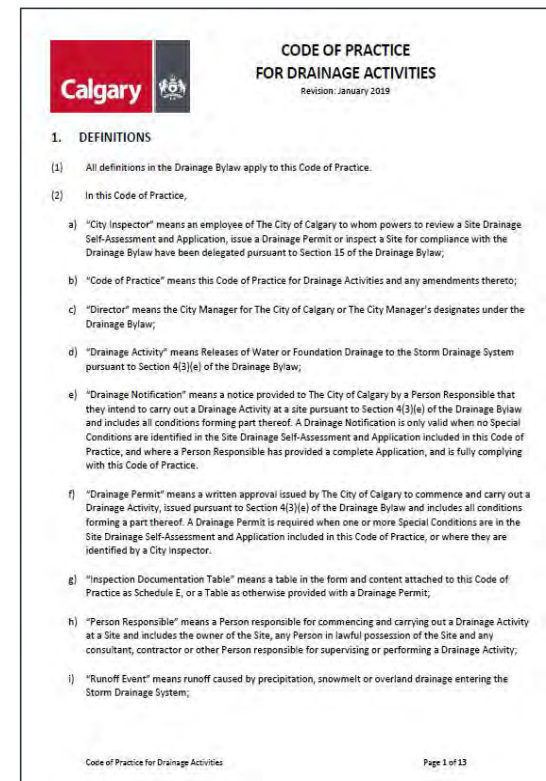 Calgary
CODE OF PRACTICE
FOR DRAINAGE ACTIVITIES
Revision: January 2019
1. DEFINITIONS
(1) All definitions in the Drainage Bylaw apply to this Code of Practice.
(2) In this Code of Practice,
a) "City Inspector" means an employee of The City of Calgary to whom powers to review a Site Drainage
Self-Assessment and Application, issue a Drainage Permit or inspect a Site for compliance with the
Drainage Bylaw have been delegated pursuant to Section 15 of the Drainage Bylaw;
b) "Code of Practice" means this Code of Practice for Drainage Activities and any amendments thereto;
c) "Director" means the City Manager for The City of Calgary or The City Manager's designates under the
Drainage Bylaw;
d) "Drainage Activity" means Releases of Water or Foundation Drainage to the Storm Drainage System
pursuant to Section 4(3)(e) of the Drainage Bylaw;
e) "Drainage Notification" means a notice provided to The City of Calgary by a Person Responsible that
they intend to carry out a Drainage Activity at a site pursuant to Section 4(3)(e) of the Drainage Bylaw
and includes all conditions forming part thereof. A Drainage Notification is only valid when no Special
Conditions are identified in the Site Drainage Self-Assessment and Application included in this Code of
Practice, and where a Person Responsible has provided a complete Application, and is fully complying
with this Code of Practice.
f) "Drainage Permit" means a written approval issued by The City of Calgary to commence and carry out a
Drainage Activity, issued pursuant to Section 4(3)(e) of the Drainage Bylaw and includes all conditions
forming a part thereof. A Drainage Permit is required when one or more Special Conditions are in the
Site Drainage Self-Assessment and Application included in this Code of Practice, or where they are
identified by a City Inspector.
g) "Inspection Documentation Table" means a table in the form and content attached to this Code of
Practice as Schedule E, or a Table as otherwise provided with a Drainage Permit;
h) "Person Responsible" means a Person responsible for commencing and carrying out a Drainage Activity
at a Site and includes the owner of the Site, any Person in lawful possession of the Site and any
consultant, contractor or other Person responsible for supervising or performing a Drainage Activity;
i) "Runoff Event" means runoff caused by precipitation, snowmelt or overland drainage entering the
Storm Drainage System;
Code of Practice for Drainage Activities Page 1 of 13